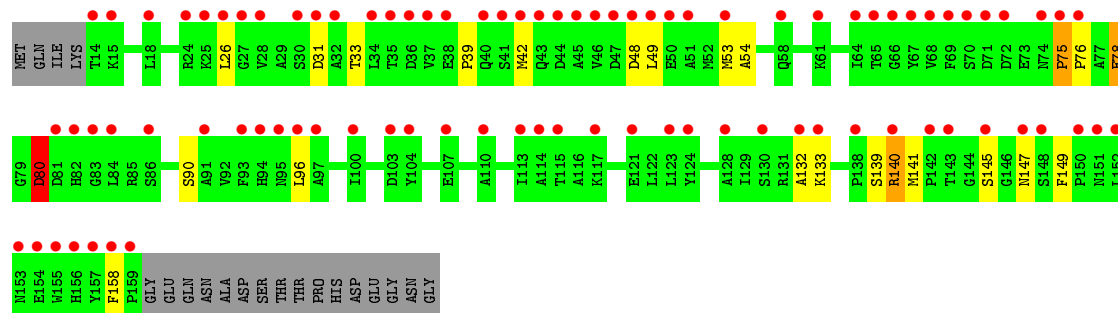 MET
GLN
ILE
LYS
T14
K15
L18
R24
K25
L26
G27
V28
A29
S30
D31
A32
T33
L34
T35
D36
V37
E38
P39
Q40
S41
M42
Q43
D44
A45
V46
D47
D48
L49
E50
A51
M52
M53
A54
Q58
K61
I64
T65
G66
Y67
V68
F69
S70
D71
D72
E73
N74
P75
P76
A77
G79
D80
D81
H82
G83
L84
R85
S86
S90
A91
V92
F93
H94
N95
L96
A97
I100
D103
Y104
E107
A110
I113
A114
T115
A116
K117
E121
L122
L123
Y124
A128
I129
S130
R131
A132
K133
P138
S139
R140
M141
P142
T143
G144
S145
G146
N147
S148
F149
P150
N151
N153
E154
W155
H156
Y157
F158
P159
GLY
GLU
GLN
ASN
ALA
ASP
SER
THR
THR
PRO
HIS
ASP
GLU
GLY
ASN
GLY